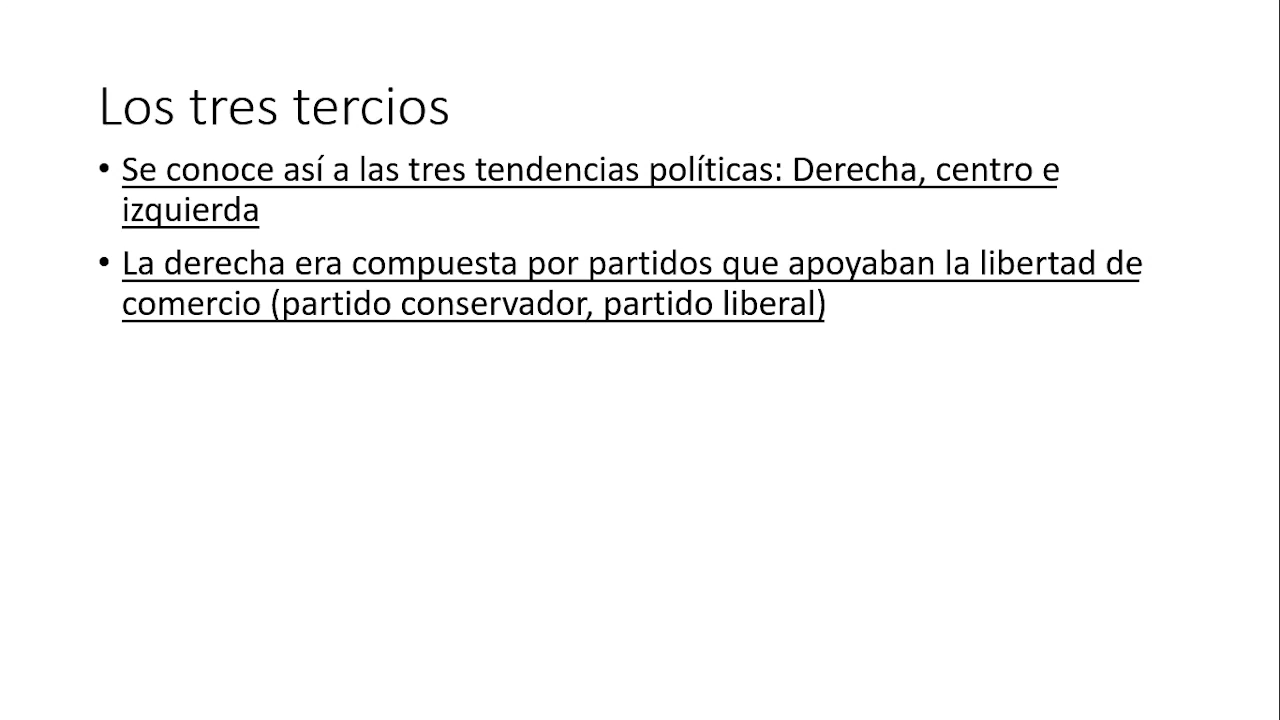 Los tres tercios
• Se conoce así a las tres tendencias políticas: Derecha, centro e
izquierda
• La derecha era compuesta por partidos que apoyaban la libertad de
comercio (partido conservador, partido liberal)